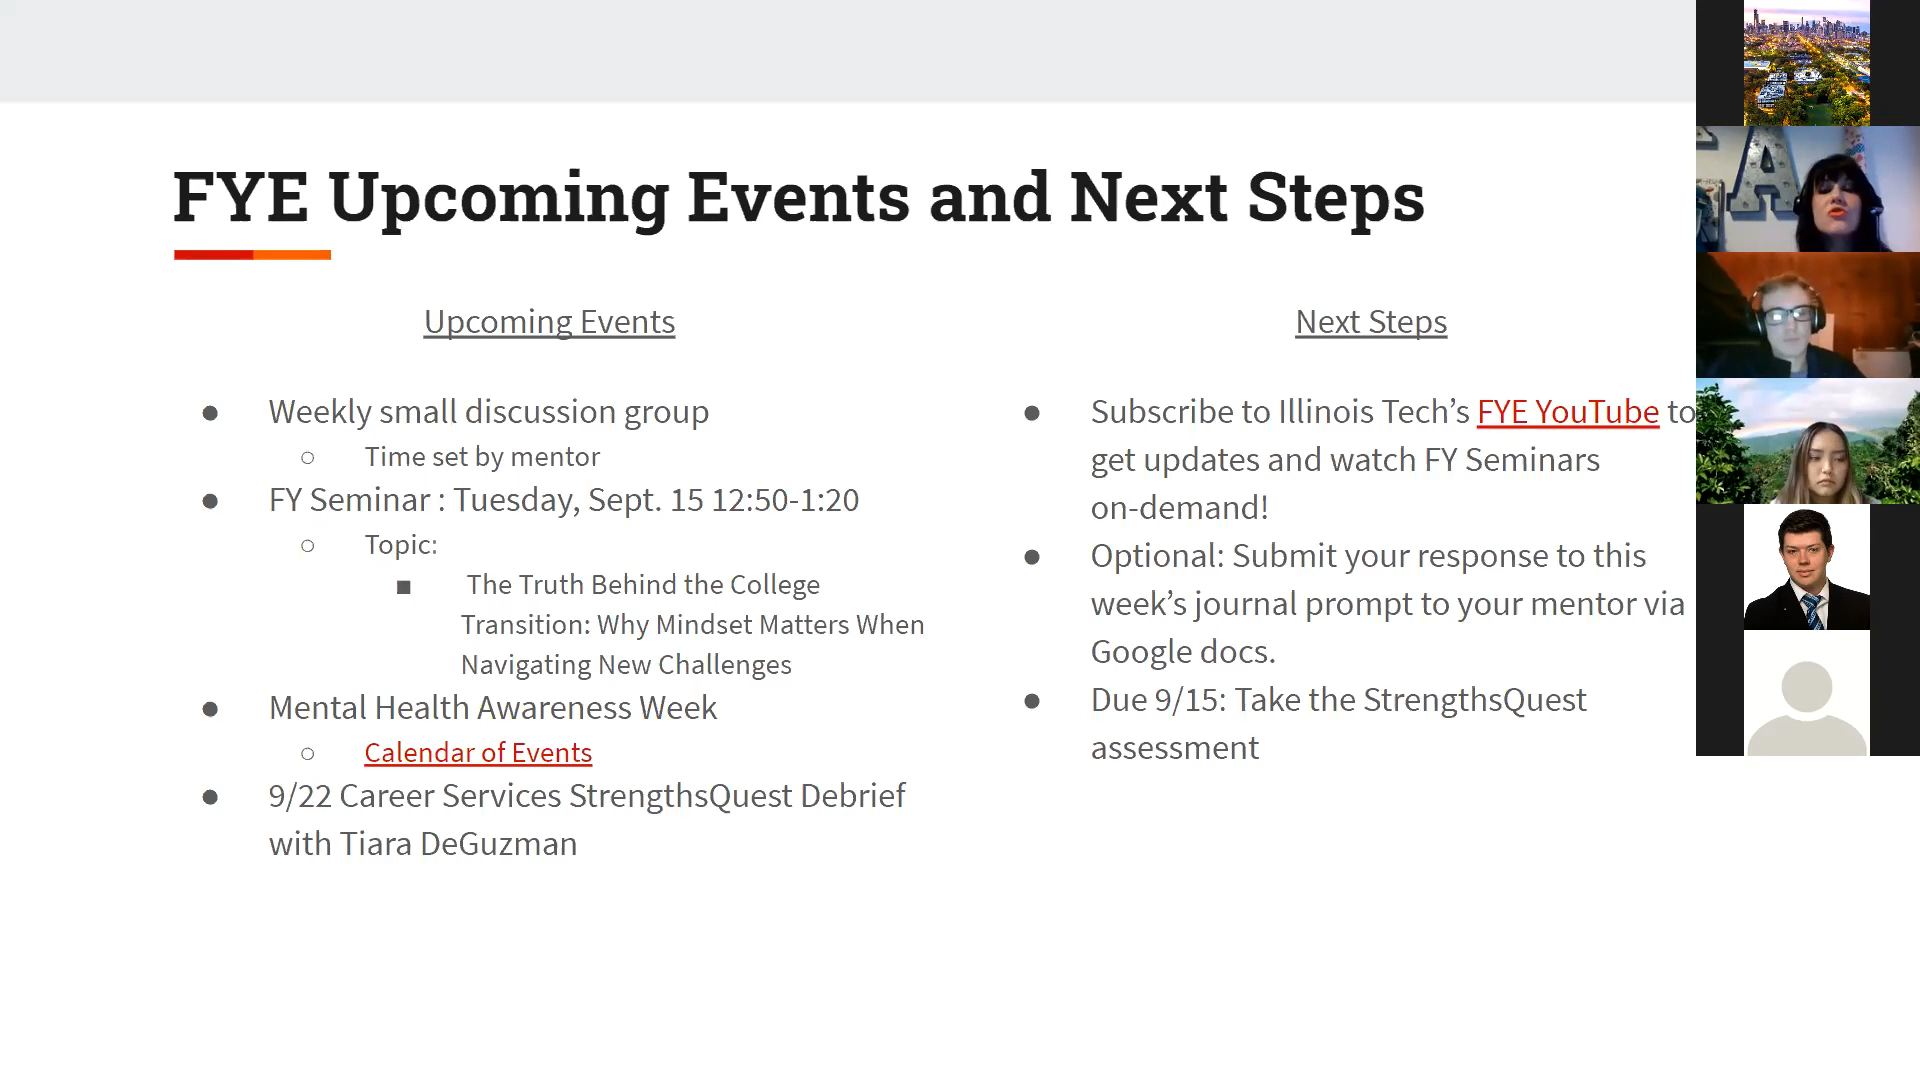 FYE Upcoming Events and Next Steps
Upcoming Events
● Weekly small discussion group
○ Time set by mentor
● FY Seminar : Tuesday, Sept. 15 12:50-1:20
○ Topic:
■ The Truth Behind the College
Transition: Why Mindset Matters When
Navigating New Challenges
● Mental Health Awareness Week
○ Calendar of Events
● 9/22 Career Services StrengthsQuest Debrief
with Tiara DeGuzman
Next Steps
● Subscribe to Illinois Tech’s FYE YouTube to
get updates and watch FY Seminars
on-demand!
● Optional: Submit your response to this
week’s journal prompt to your mentor via
Google docs.
● Due 9/15: Take the StrengthsQuest
assessment
A